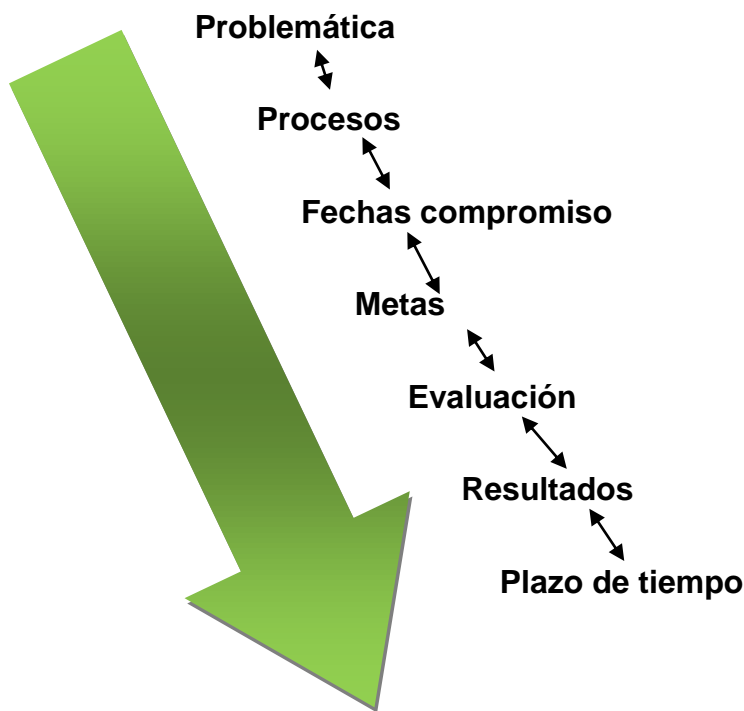 Problemática
Procesos
Fechas compromiso
Metas
Evaluación
Resultados
Plazo de tiempo